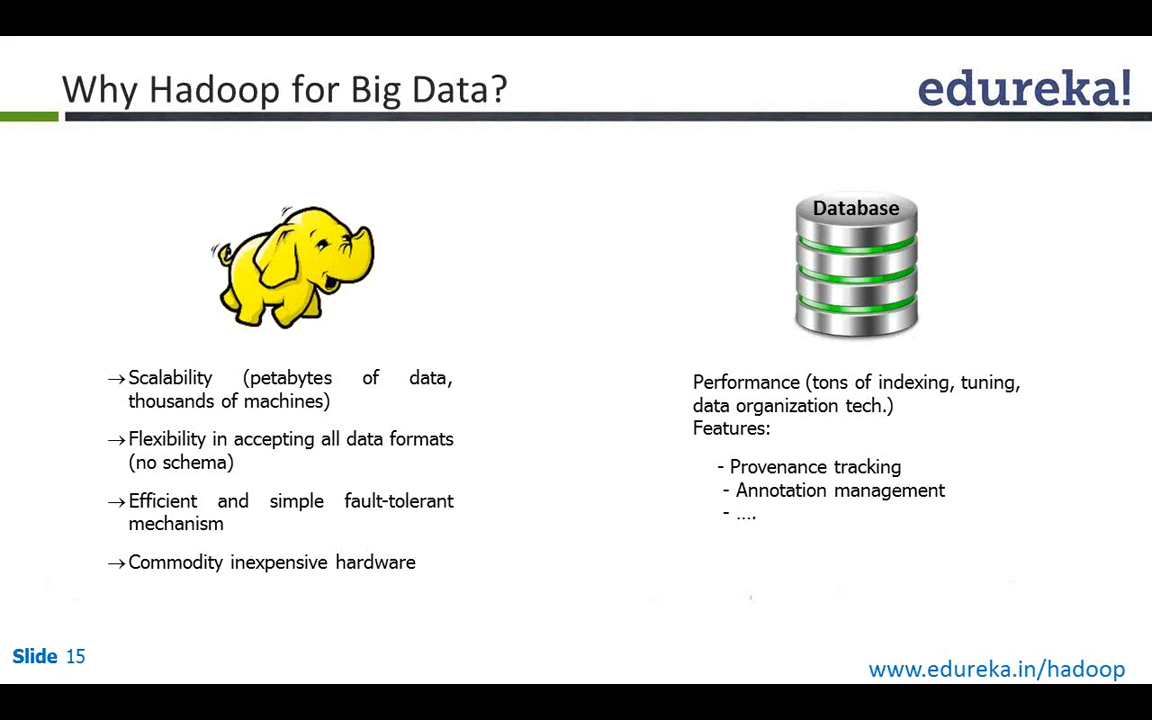 Why Hadoop for Big Data?
edureka!
Database
→Scalability (petabytes of data,
thousands of machines)
→Flexibility in accepting all data formats
(no schema)
→Efficient and simple fault-tolerant
mechanism
→Commodity inexpensive hardware
Performance (tons of indexing, tuning,
data organization tech.)
Features:
- Provenance tracking
- Annotation management
- ....
Slide 15
www.edureka.in/hadoop